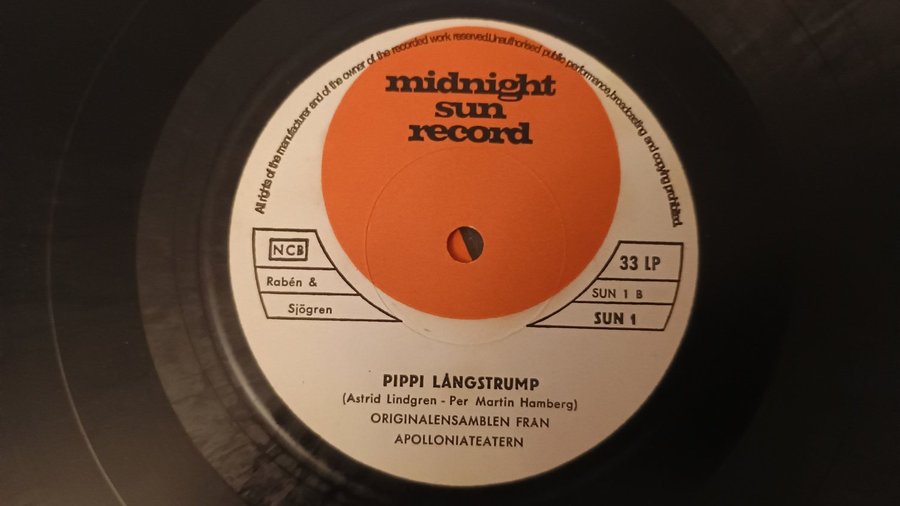 All rights of the manufacturer and of the owner of the recorded work reserved.Unauthorised public performance,broadcasting and copying prohibited.
midnight
sun
record
NCB
Rabén &
Sjögren
33 LP
SUN 1 B
SUN 1
PIPPI LÅNGSTRUMP
(Astrid Lindgren - Per Martin Hamberg)
ORIGINALENSAMBLEN FRAN
APOLLONIATEATERN